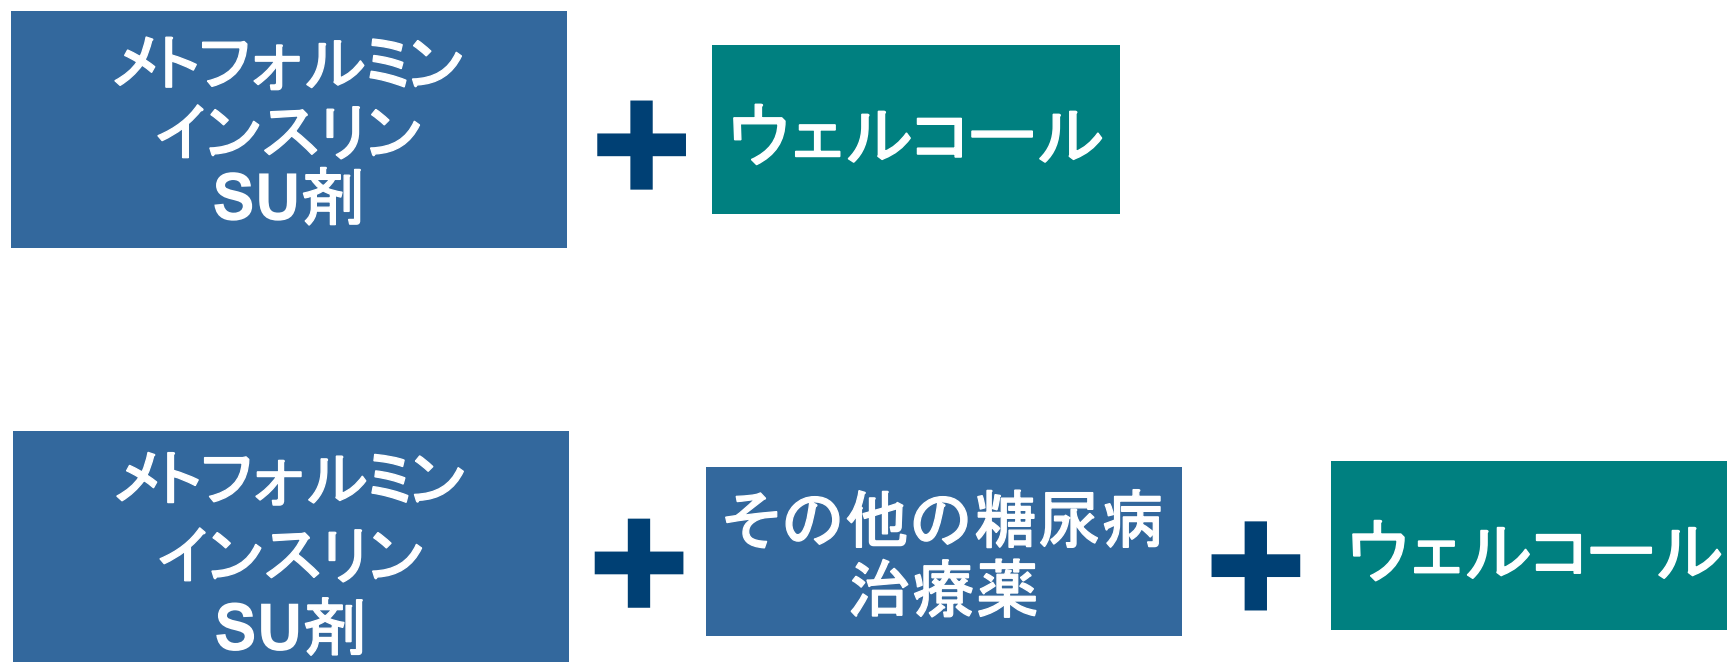 メトフォルミン
インスリン
SU剤
ウェルコール
メトフォルミン
インスリン
SU剤
その他の糖尿病
治療薬
ウェルコール